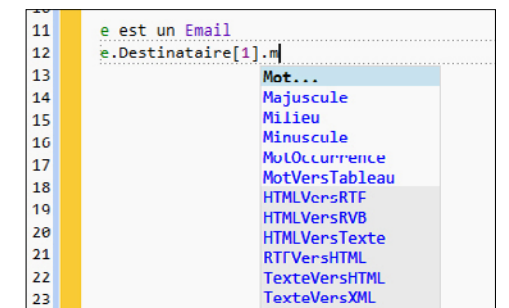 11 e est un Email
12 e.Destinataire[1].m
13 Mot...
14 Majuscule
15 Milieu
16 Minuscule
17 MotOccurrence
18 MotVersTableau
19 HTMLVersRTF
20 HTMLVersRVB
21 HTMLVersTexte
22 RTFVersHTML
23 TexteVersHTML
TexteVersXML